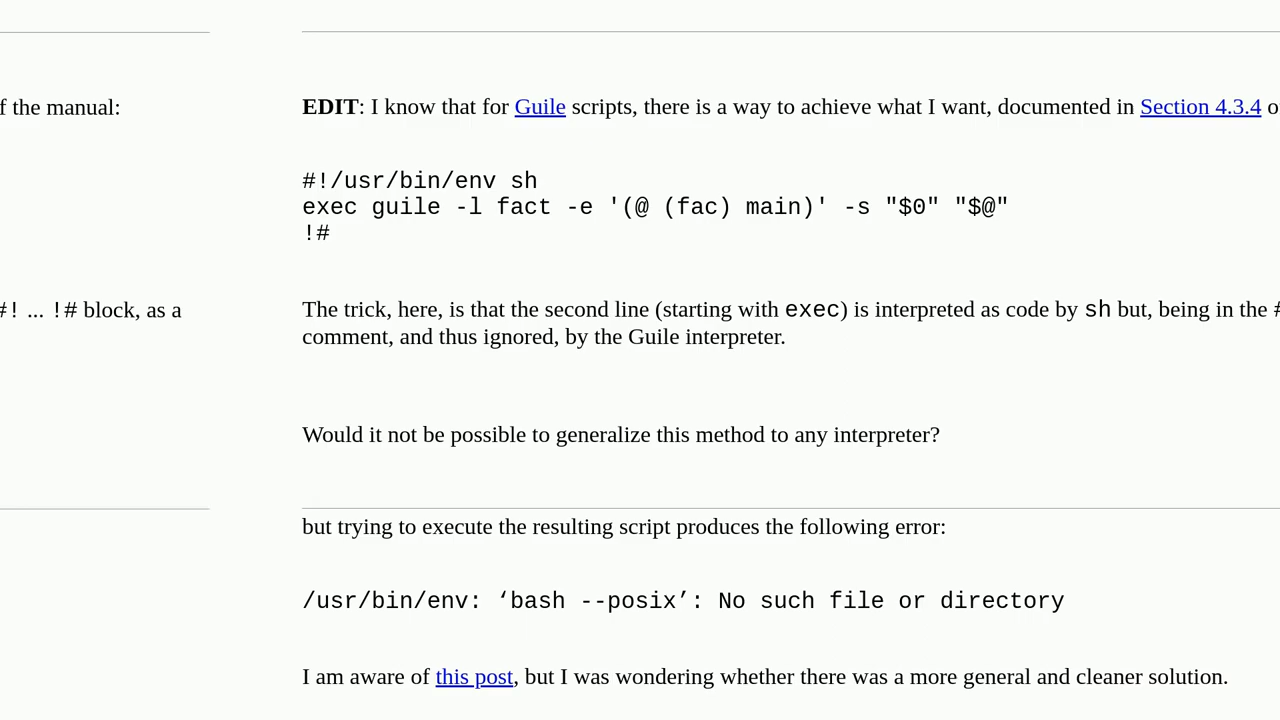 f the manual:
#! ... !# block, as a
EDIT: I know that for Guile scripts, there is a way to achieve what I want, documented in Section 4.3.4 o
#!/usr/bin/env sh
exec guile -l fact -e '(@ (fac) main)' -s "$0" "$@"
!#
The trick, here, is that the second line (starting with exec) is interpreted as code by sh but, being in the #
comment, and thus ignored, by the Guile interpreter.
Would it not be possible to generalize this method to any interpreter?
but trying to execute the resulting script produces the following error:
/usr/bin/env: ‘bash --posix’: No such file or directory
I am aware of this post, but I was wondering whether there was a more general and cleaner solution.